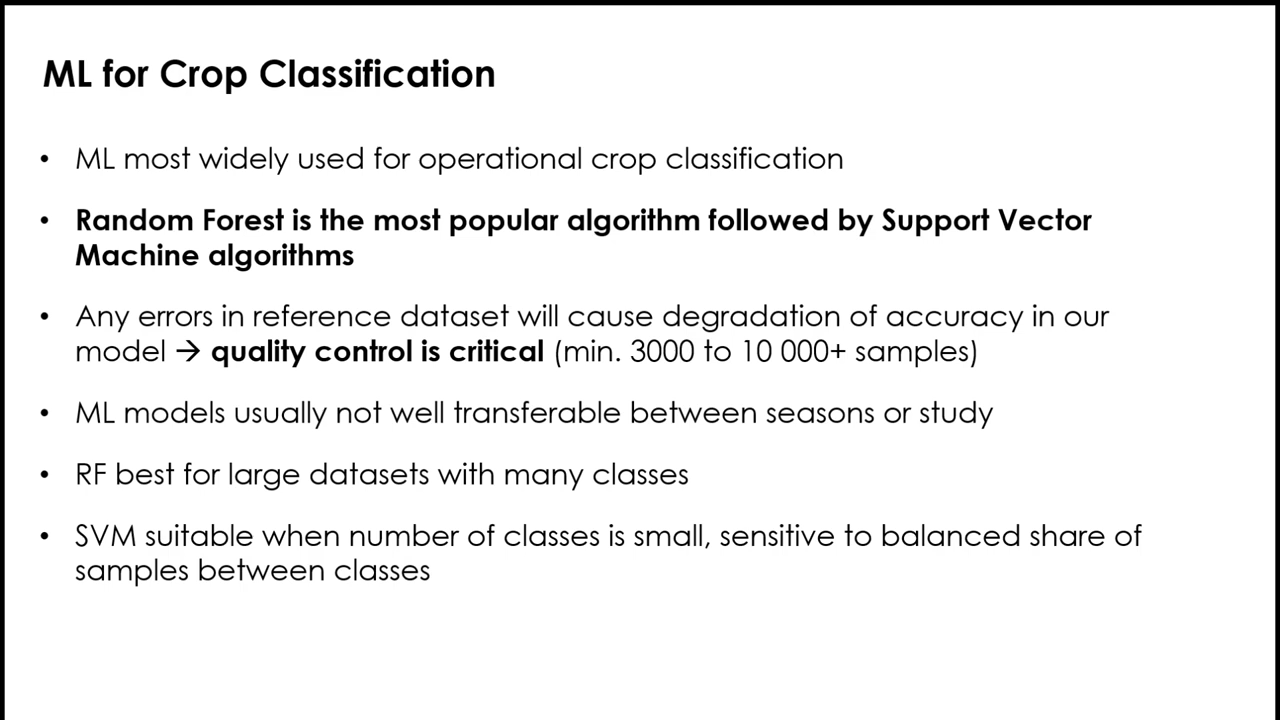 ML for Crop Classification
• ML most widely used for operational crop classification
• Random Forest is the most popular algorithm followed by Support Vector
Machine algorithms
• Any errors in reference dataset will cause degradation of accuracy in our
model → quality control is critical (min. 3000 to 10 000+ samples)
• ML models usually not well transferable between seasons or study
• RF best for large datasets with many classes
• SVM suitable when number of classes is small, sensitive to balanced share of
samples between classes